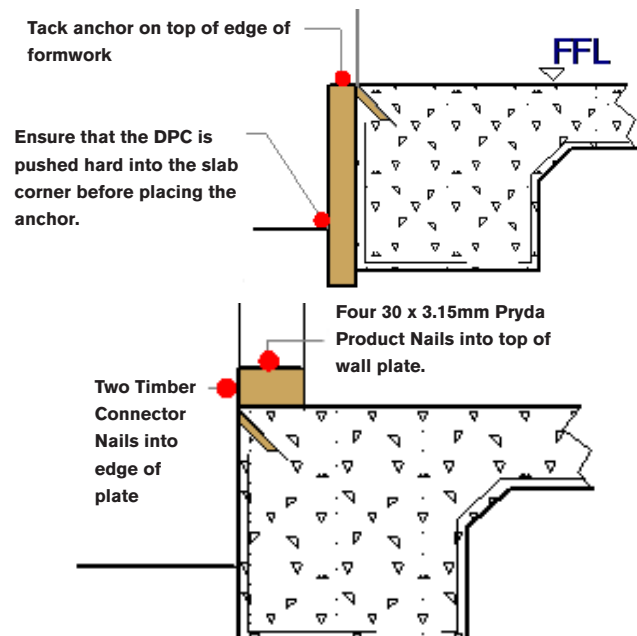 Tack anchor on top of edge of
formwork
FFL
Ensure that the DPC is
pushed hard into the slab
corner before placing the
anchor.
Four 30 x 3.15mm Pryda
Product Nails into top of
wall plate.
Two Timber
Connector
Nails into
edge of
plate